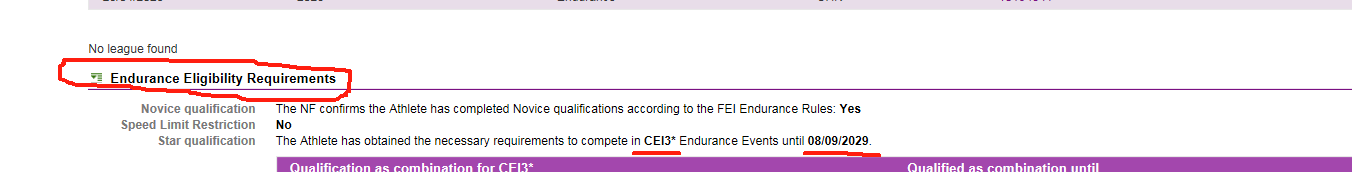 No league found
Endurance Eligibility Requirements
Novice qualification The NF confirms the Athlete has completed Novice qualifications according to the FEI Endurance Rules: Yes
Speed Limit Restriction No
Star qualification The Athlete has obtained the necessary requirements to compete in CEI3* Endurance Events until 08/09/2029.
Qualification as combination for CEI3* Qualified as combination until